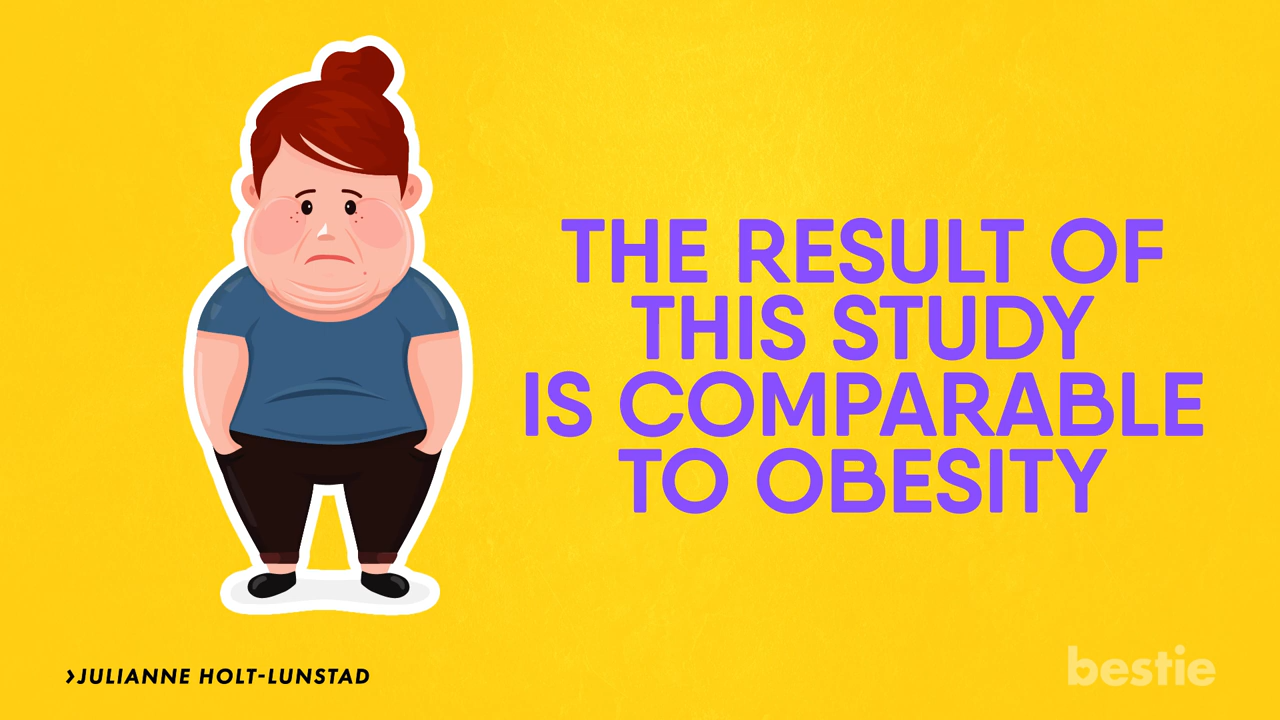 THE RESULT OF
THIS STUDY
IS COMPARABLE
TO OBESITY
›JULIANNE HOLT-LUNSTAD
bestie